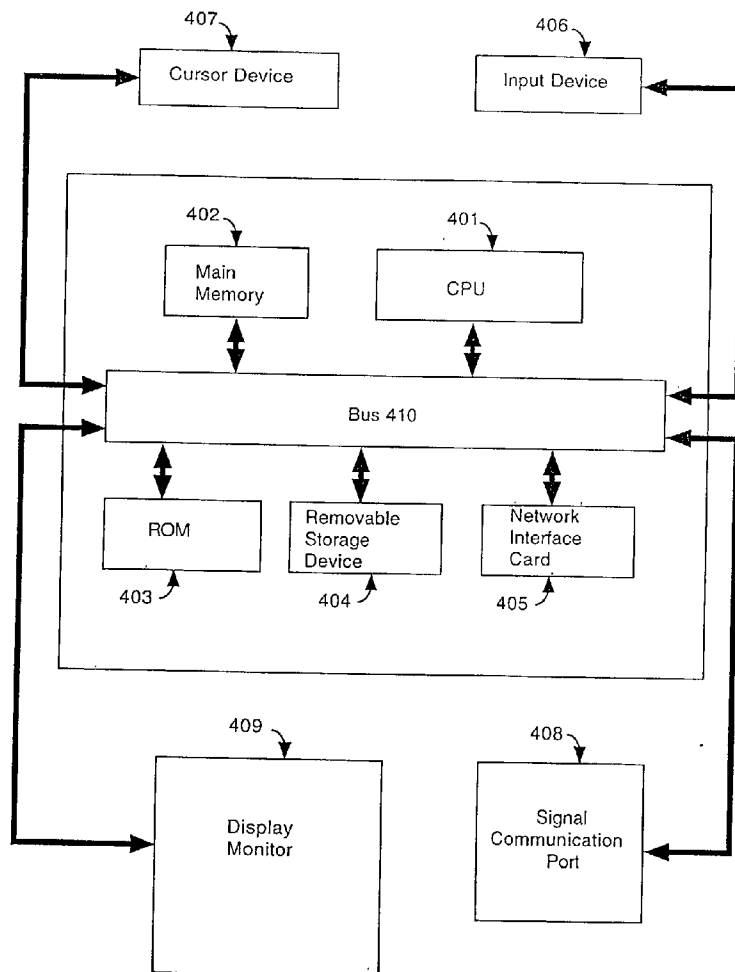 407
Cursor Device
406
Input Device
402
Main
Memory
401
CPU
Bus 410
ROM
403
Removable
Storage
Device
404
Network
Interface
Card
405
409
Display
Monitor
408
Signal
Communication
Port